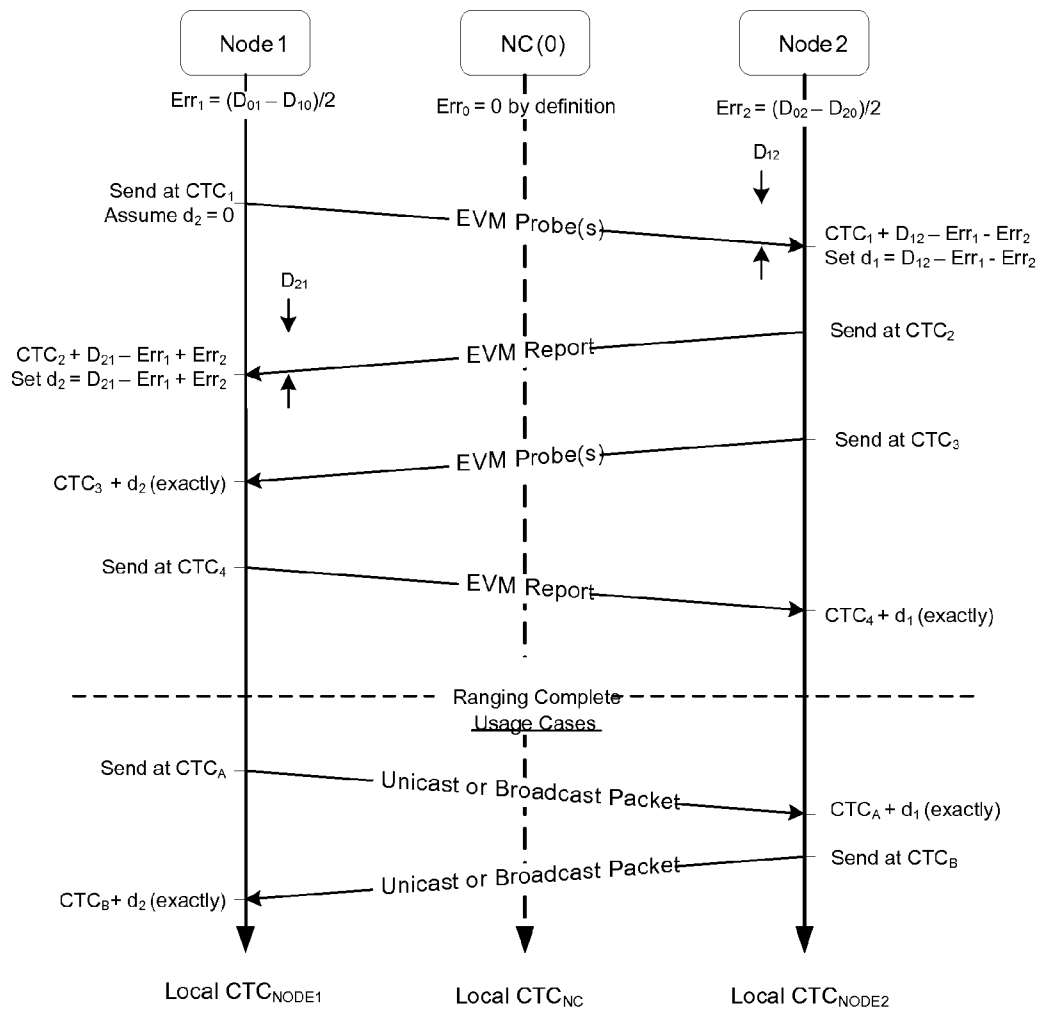 Node1
NC(0)
Node2
Err₁ = (D₀₁ – D₁₀)/2
Err₀ = 0 by definition
Err₂ = (D₀₂ – D₂₀)/2
D₁₂
Send at CTC₁
Assume d₂ = 0
EVM Probe(s)
CTC₁ + D₁₂ – Err₁ - Err₂
Set d₁ = D₁₂ – Err₁ - Err₂
D₂₁
Send at CTC₂
EVM Report
CTC₂ + D₂₁ – Err₁ + Err₂
Set d₂ = D₂₁ – Err₁ + Err₂
Send at CTC₃
EVM Probe(s)
CTC₃ + d₂ (exactly)
Send at CTC₄
EVM Report
CTC₄ + d₁ (exactly)
Ranging Complete
Usage Cases
Send at CTC_A
Unicast or Broadcast Packet
CTC_A + d₁ (exactly)
Send at CTC_B
Unicast or Broadcast Packet
CTC_B+ d₂ (exactly)
Local CTC_NODE1
Local CTC_NC
Local CTC_NODE2